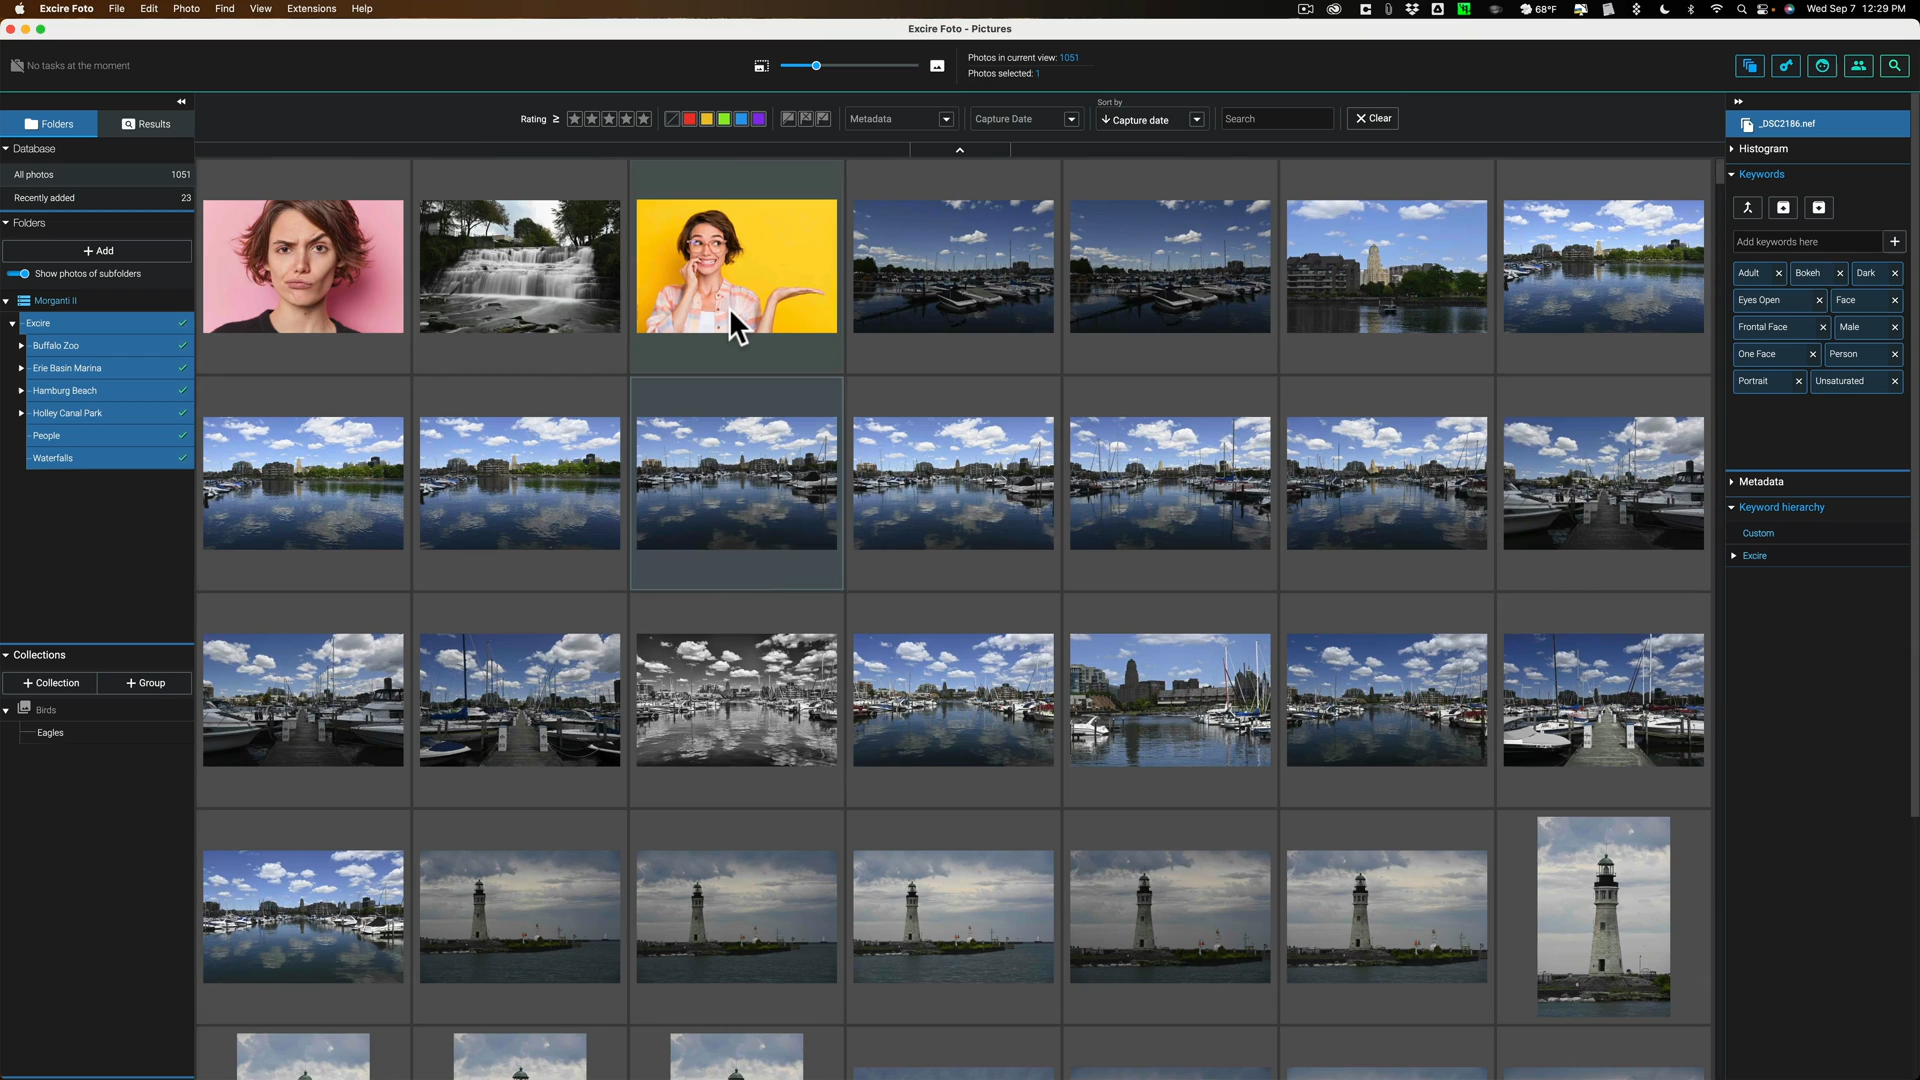 Excire Foto File Edit Photo Find View Extensions Help
68°F Wed Sep 7 12:29 PM
Excire Foto - Pictures
No tasks at the moment
Photos in current view: 1051
Photos selected: 1
Folders Results
Database
All photos 1051
Recently added 23
Folders
+ Add
Show photos of subfolders
Morganti II
Excire
Buffalo Zoo
Erie Basin Marina
Hamburg Beach
Holley Canal Park
People
Waterfalls
Collections
+ Collection + Group
Birds
Eagles
Sort by
Rating ≥ Metadata Capture Date Capture date Search Clear
_DSC2186.nef
Histogram
Keywords
Add keywords here +
Adult Bokeh Dark
Eyes Open Face
Frontal Face Male
One Face Person
Portrait Unsaturated
Metadata
Keyword hierarchy
Custom
Excire